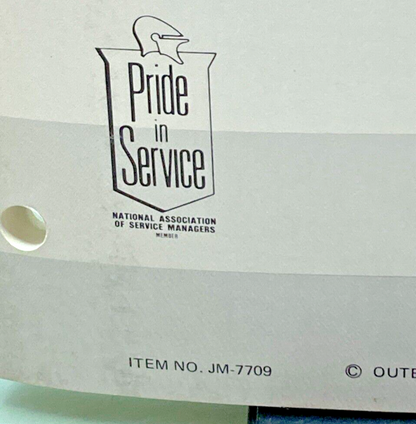 Pride
in
Service
NATIONAL ASSOCIATION
OF SERVICE MANAGERS
MEMBER
ITEM NO. JM-7709
©